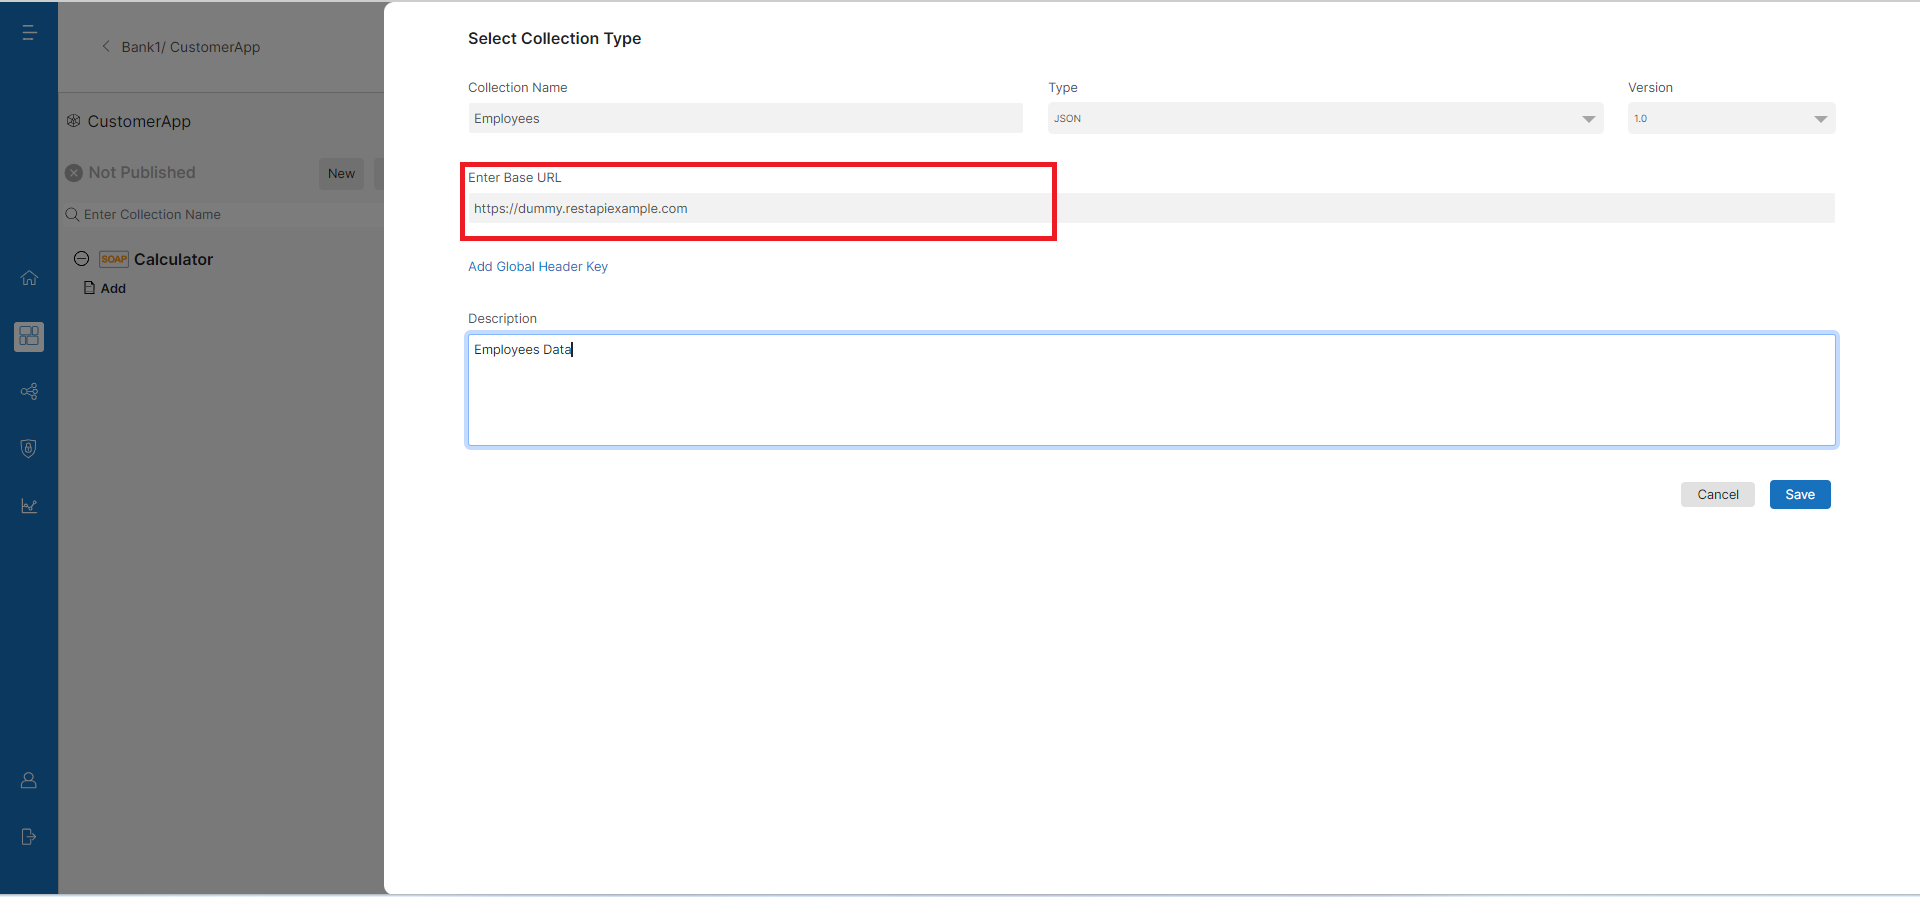 Bank1/ CustomerApp
CustomerApp
Not Published
New
Enter Collection Name
SOAP Calculator
Add
Select Collection Type
Collection Name
Type
Version
Employees
JSON
1.0
Enter Base URL
https://dummy.restapiexample.com
Add Global Header Key
Description
Employees Data
Cancel
Save